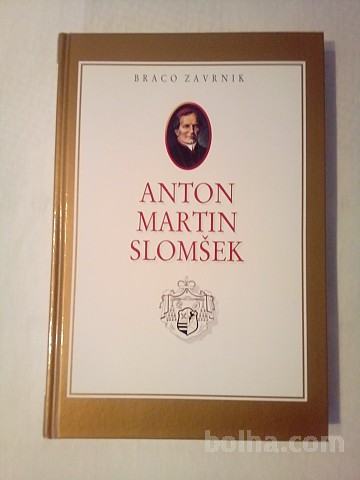 BRACO ZAVRNIK
ANTON
MARTIN
SLOMŠEK
bolha.com